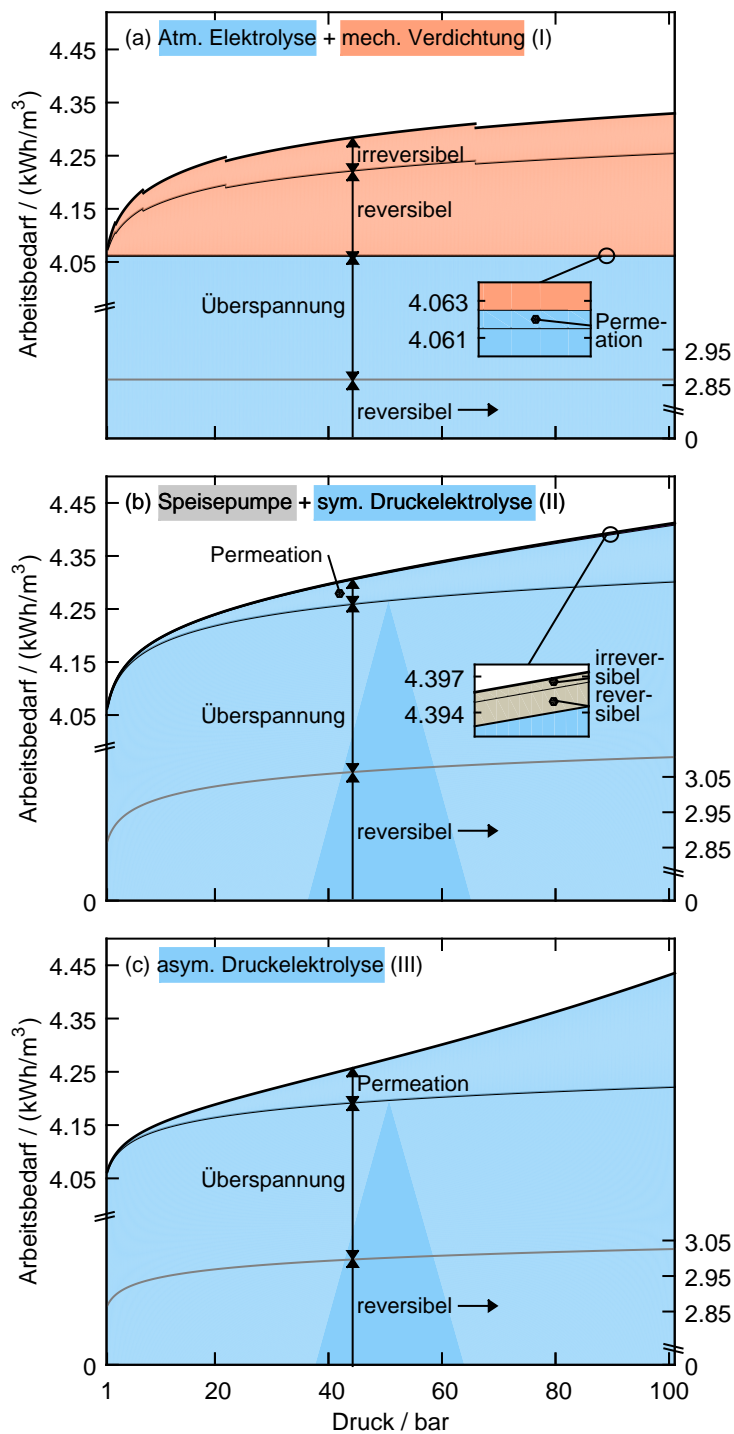 (a) Atm. Elektrolyse + mech. Verdichtung (I)
4.45
4.35
4.25
4.15
4.05
Arbeitsbedarf / (kWh/m³)
irreversibel
reversibel
Überspannung
4.063
4.061
Perme-
ation
reversibel
2.95
2.85
0
(b) Speisepumpe + sym. Druckelektrolyse (II)
4.45
4.35
4.25
4.15
4.05
0
Arbeitsbedarf / (kWh/m³)
Permeation
Überspannung
4.397
4.394
irrever-
sibel
rever-
sibel
reversibel
3.05
2.95
2.85
0
(c) asym. Druckelektrolyse (III)
4.45
4.35
4.25
4.15
4.05
0
Arbeitsbedarf / (kWh/m³)
Permeation
Überspannung
reversibel
3.05
2.95
2.85
0
1 20 40 60 80 100
Druck / bar